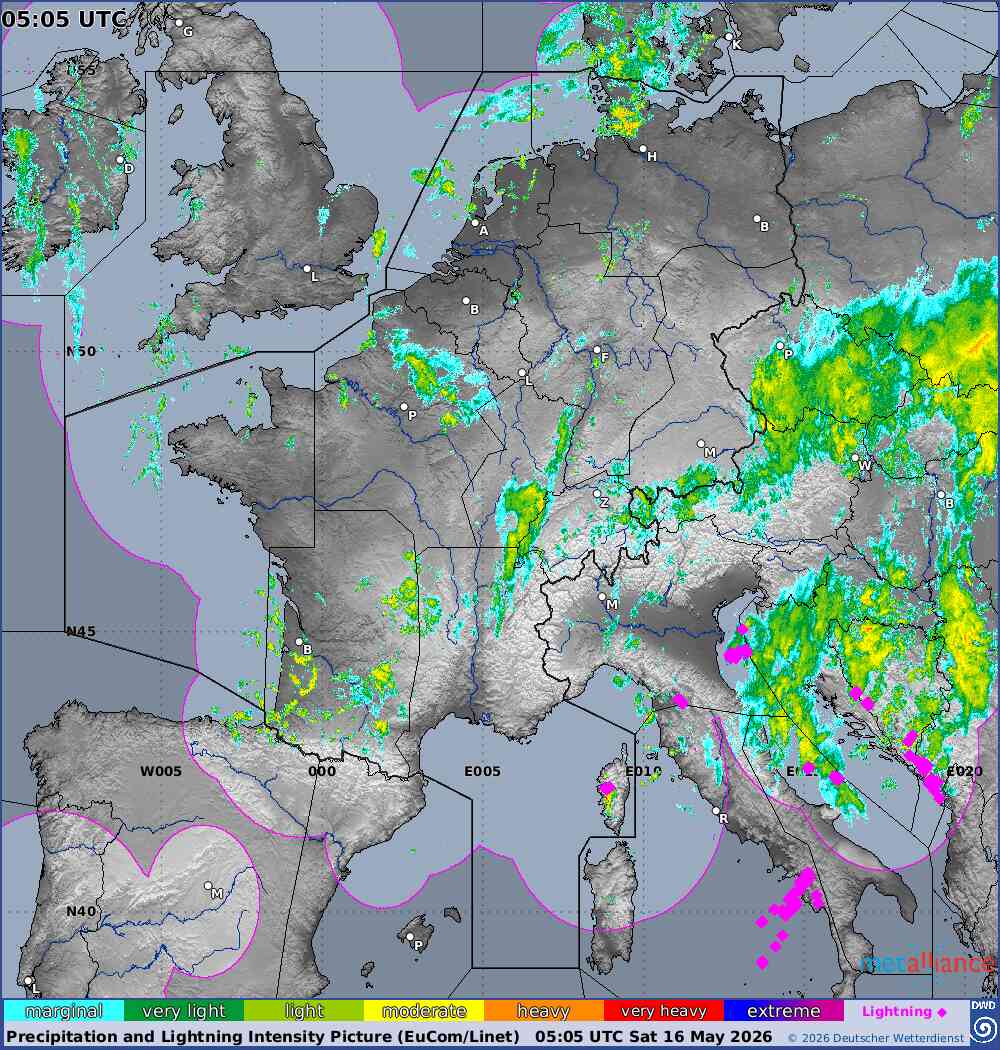 05:05 UTC
G
K
N55
D
H
B
A
L
B
N50
P
F
L
P
M
W
Z
B
M
N45
B
W005
000
E005
E010
E020
R
M
N40
P
metalliance
L
marginal very light light moderate heavy very heavy extreme Lightning
DWD
Precipitation and Lightning Intensity Picture (EuCom/Linet) 05:05 UTC Sat 16 May 2026 © 2026 Deutscher Wetterdienst